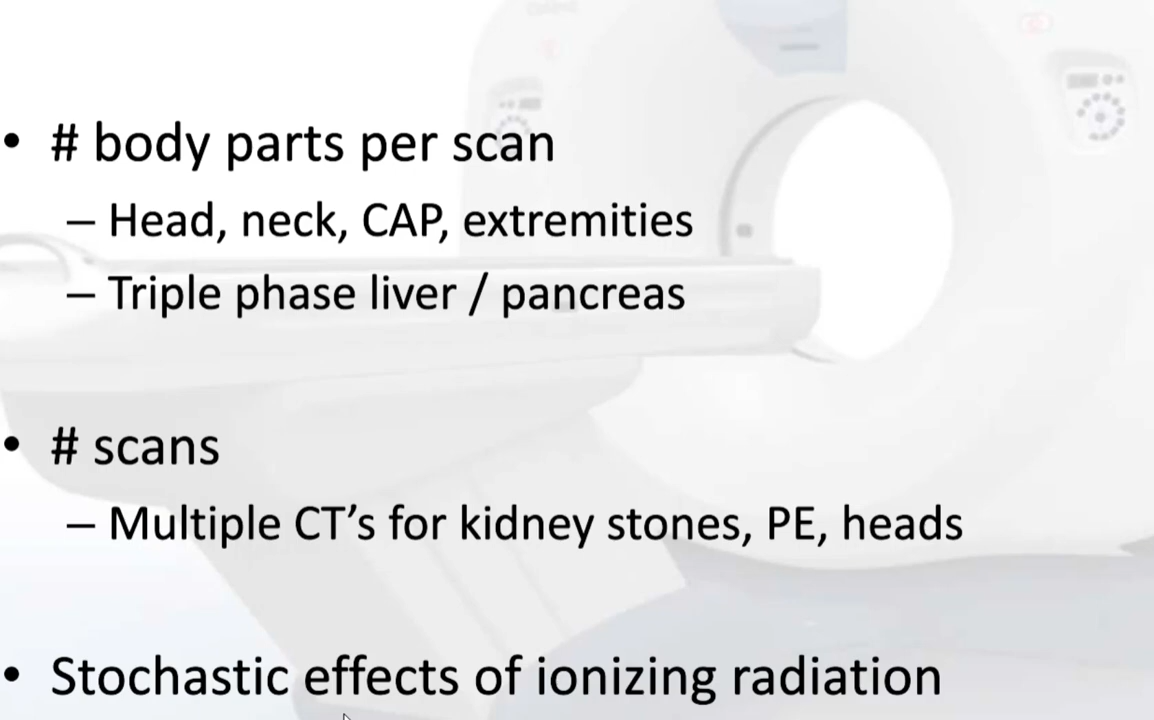 • # body parts per scan
– Head, neck, CAP, extremities
– Triple phase liver / pancreas
• # scans
– Multiple CT’s for kidney stones, PE, heads
• Stochastic effects of ionizing radiation